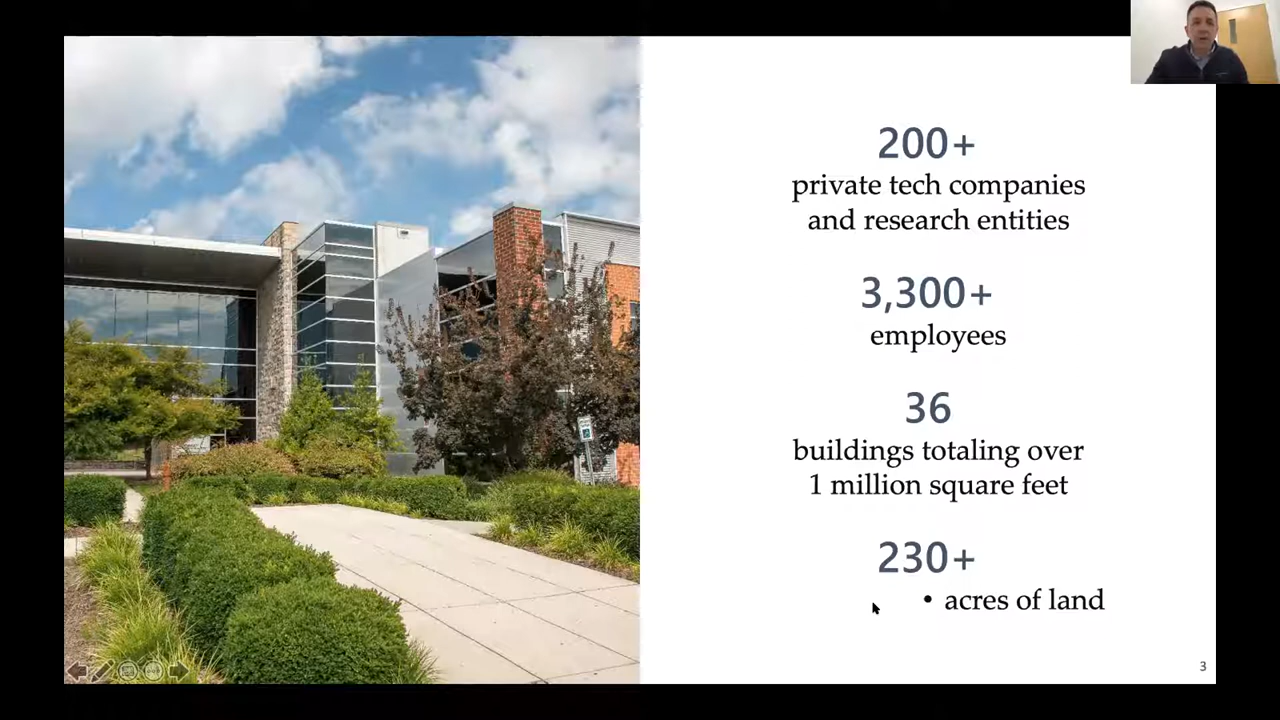 200+
private tech companies
and research entities
3,300+
employees
36
buildings totaling over
1 million square feet
230+
• acres of land
3